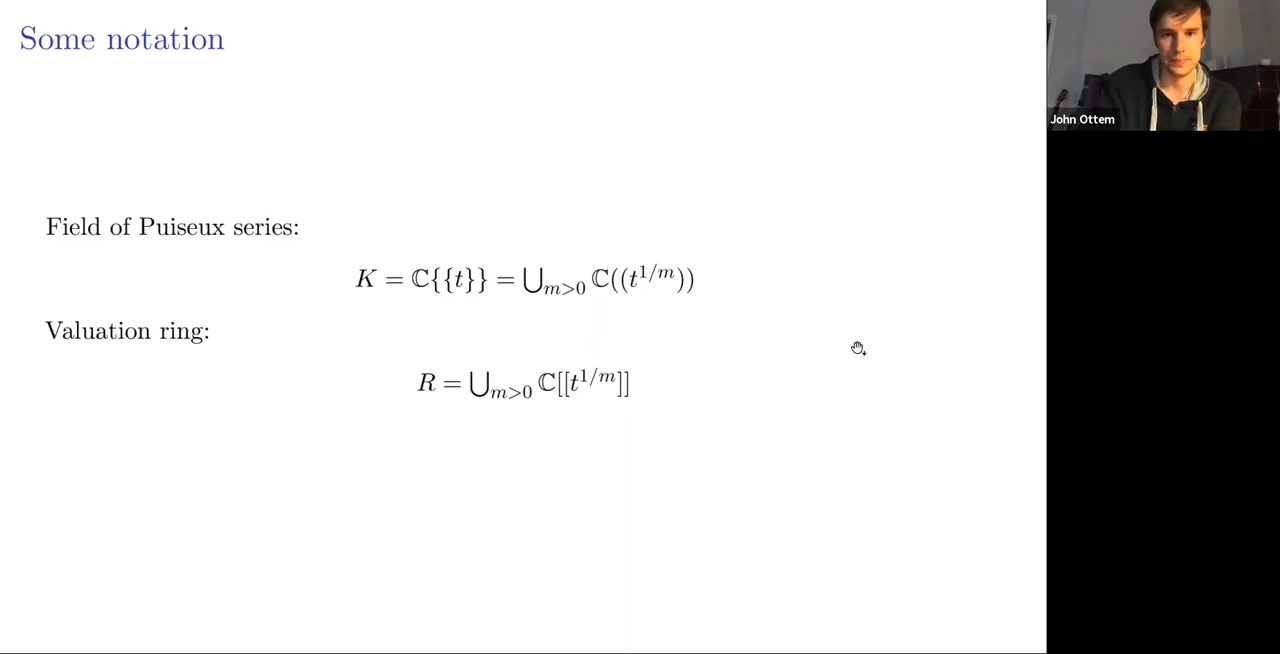 Some notation
John Ottem
Field of Puiseux series:
K = ℂ{{t}} = ⋃_{m>0} ℂ((t^{1/m}))
Valuation ring:
R = ⋃_{m>0} ℂ[[t^{1/m}]]